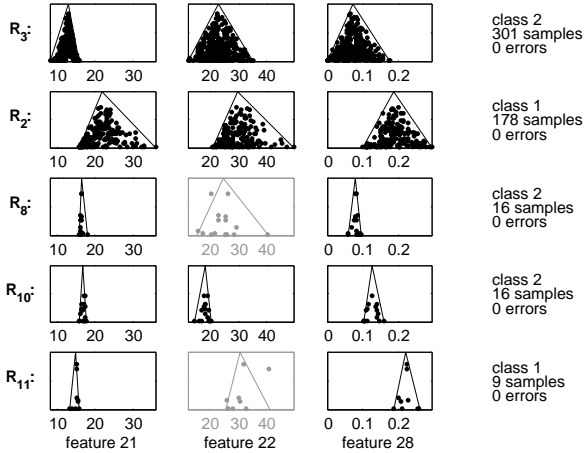 R3:
class 2
301 samples
0 errors
10 20 30 20 30 40 0 0.1 0.2
R2:
class 1
178 samples
0 errors
10 20 30 20 30 40 0 0.1 0.2
R8:
class 2
16 samples
0 errors
10 20 30 20 30 40 0 0.1 0.2
R10:
class 2
16 samples
0 errors
10 20 30 20 30 40 0 0.1 0.2
R11:
class 1
9 samples
0 errors
10 20 30 20 30 40 0 0.1 0.2
feature 21 feature 22 feature 28